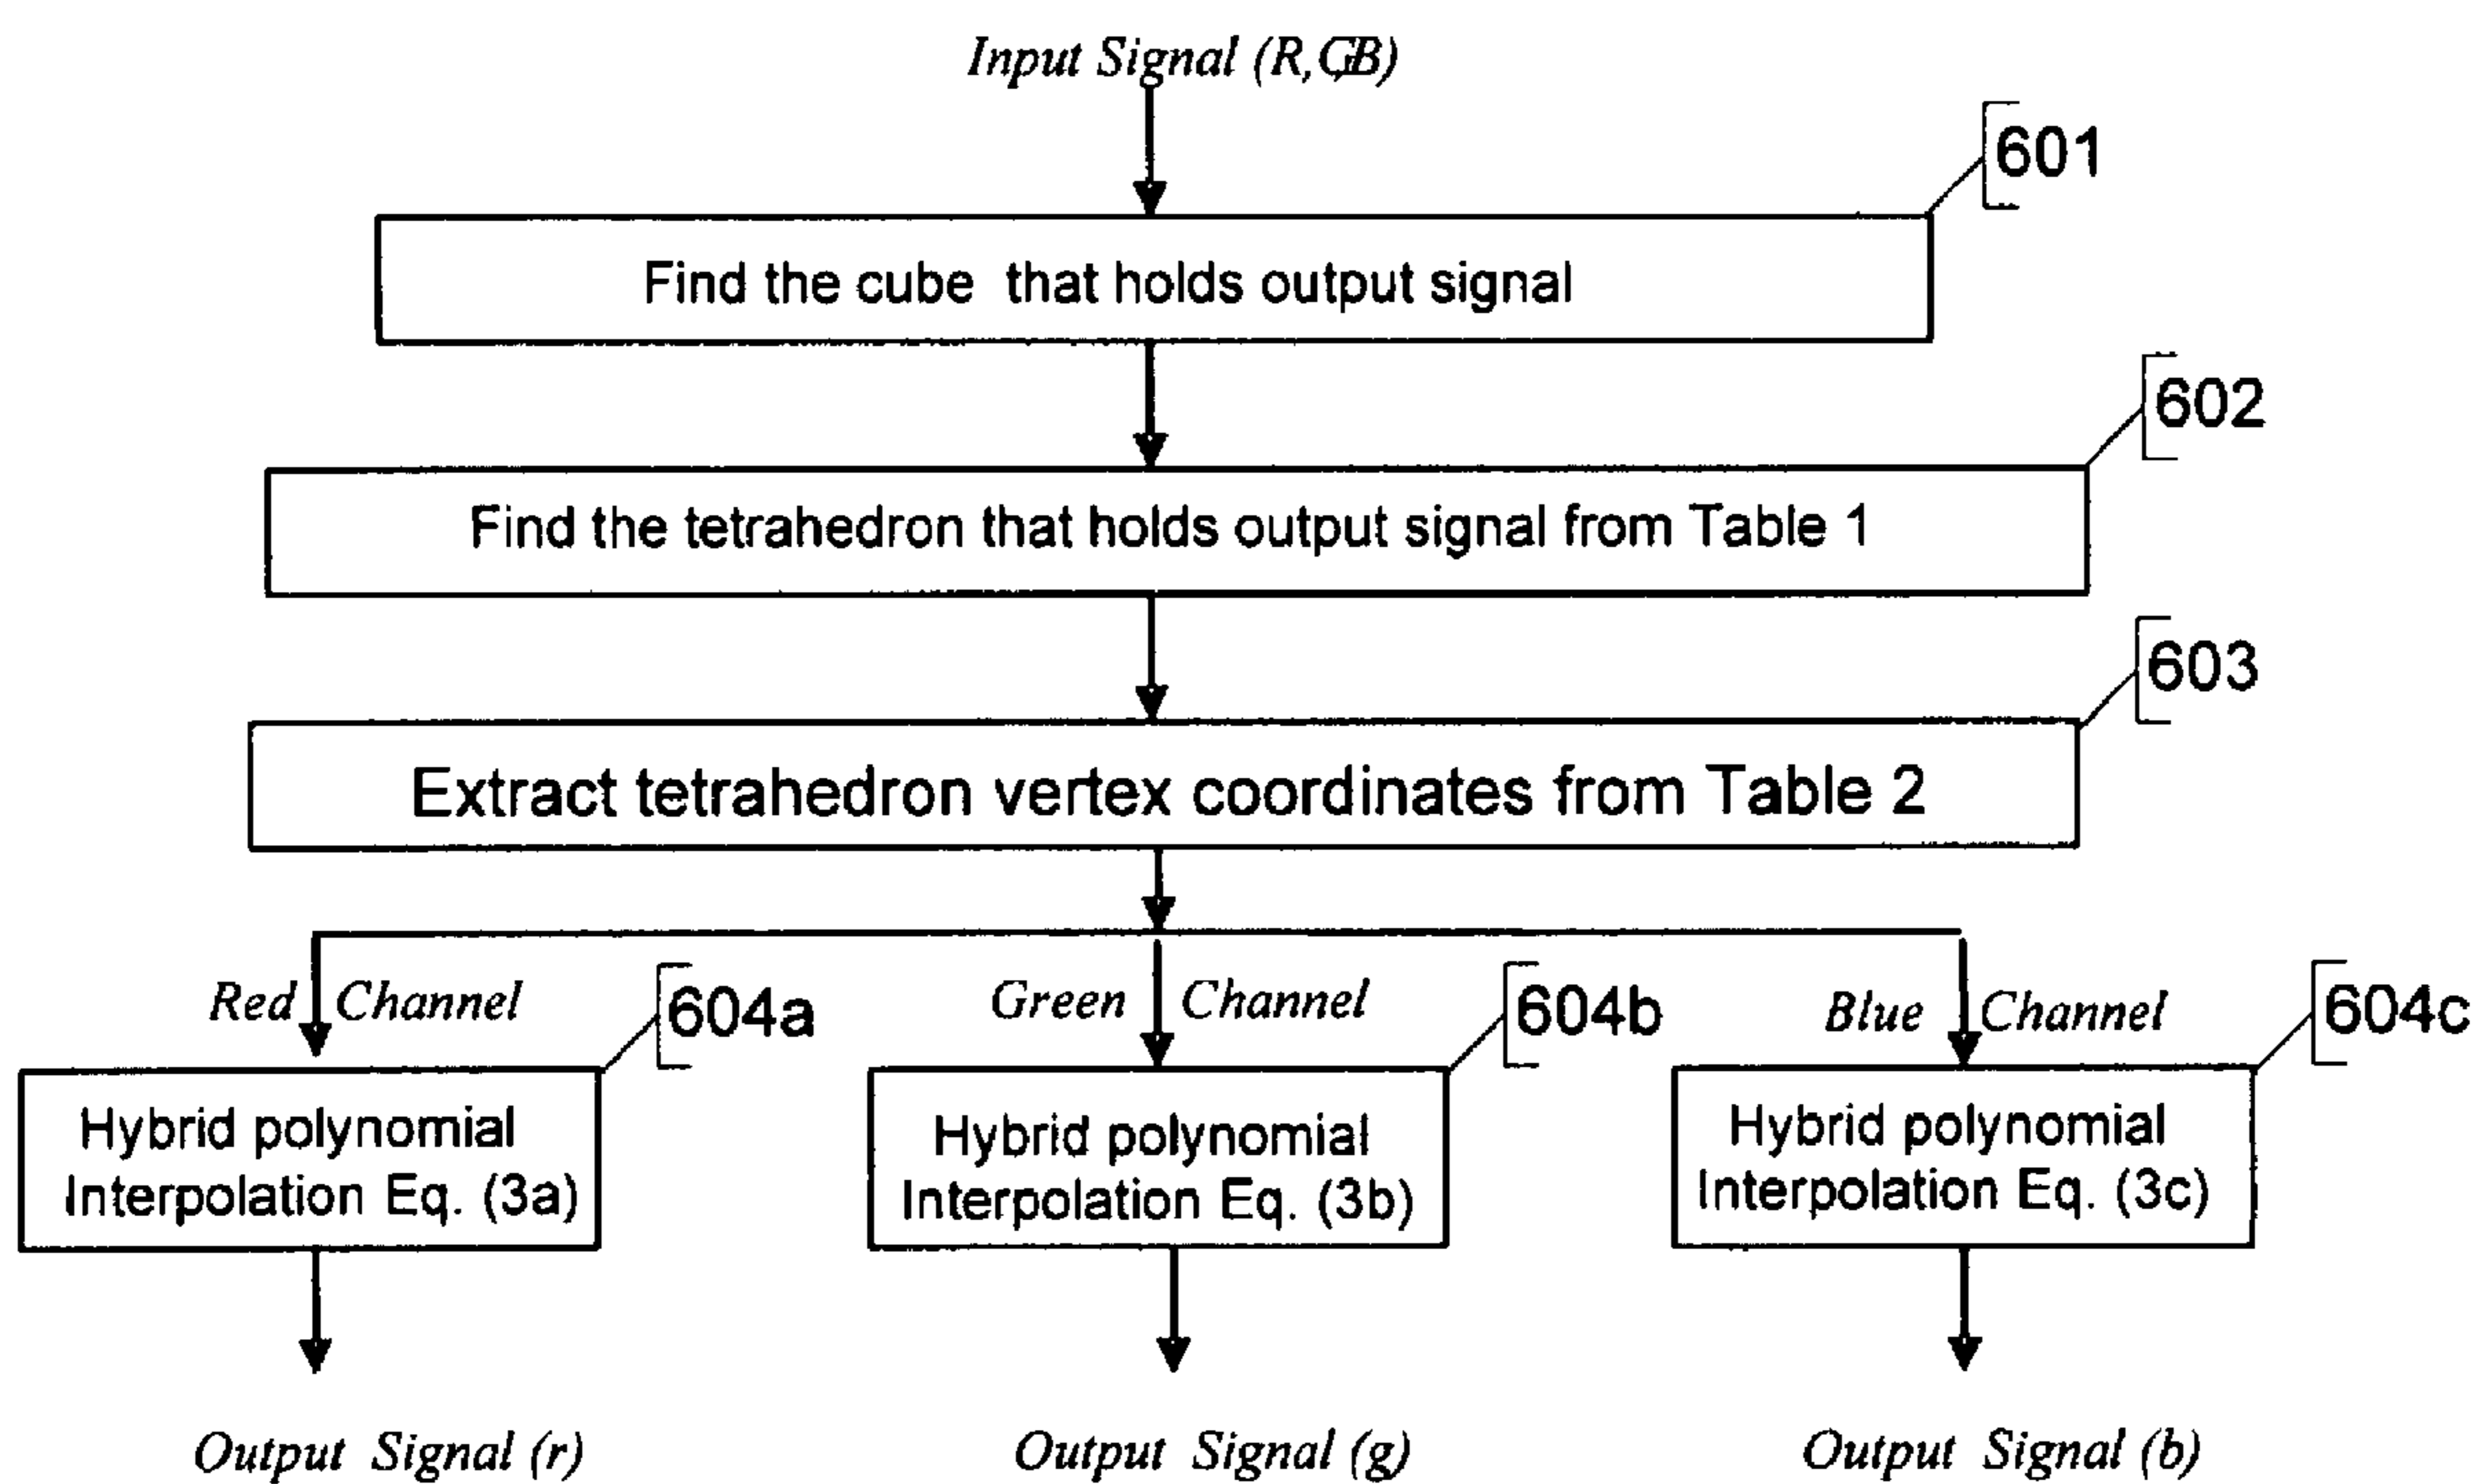 Input Signal (R,G,B)
601
Find the cube that holds output signal
602
Find the tetrahedron that holds output signal from Table 1
603
Extract tetrahedron vertex coordinates from Table 2
Red Channel
604a
Green Channel
604b
Blue Channel
604c
Hybrid polynomial
Interpolation Eq. (3a)
Hybrid polynomial
Interpolation Eq. (3b)
Hybrid polynomial
Interpolation Eq. (3c)
Output Signal (r)
Output Signal (g)
Output Signal (b)